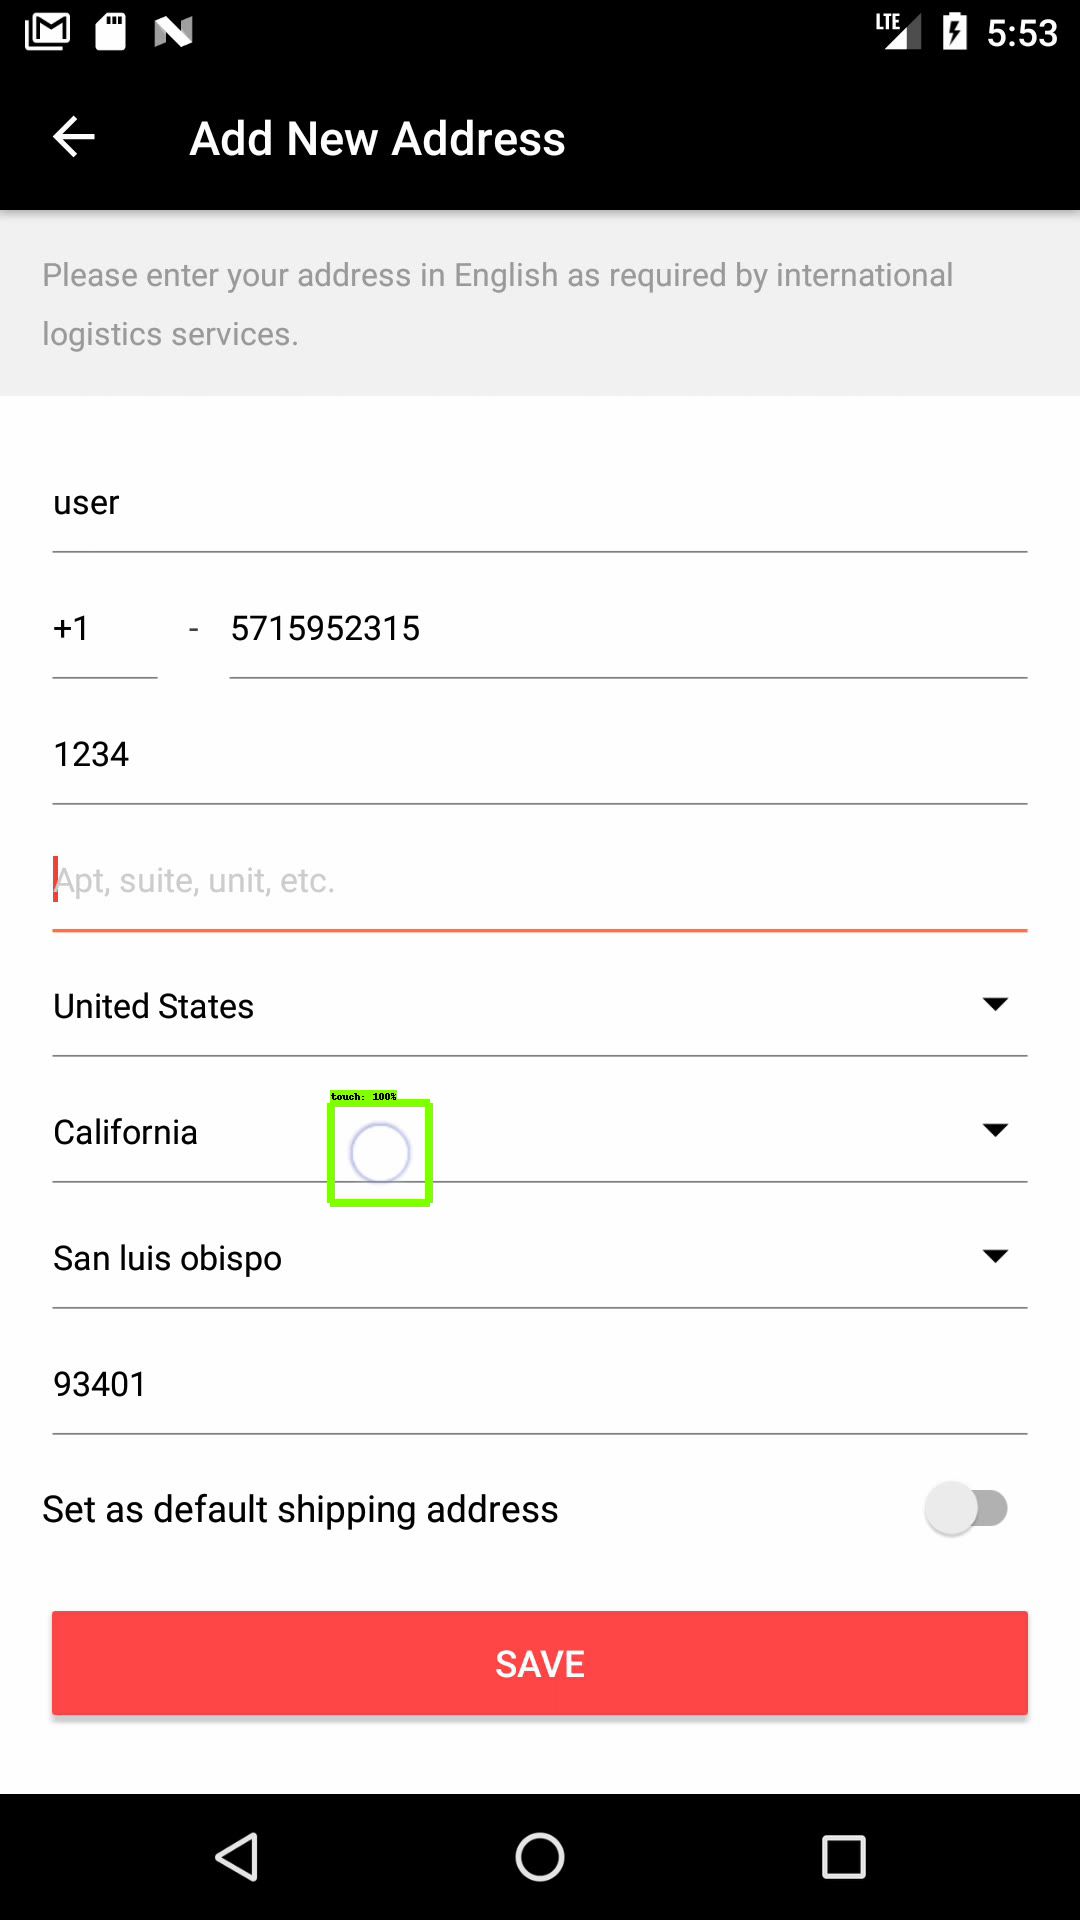 LTE 5:53
Add New Address
Please enter your address in English as required by international
logistics services.
user
+1 - 5715952315
1234
Apt, suite, unit, etc.
United States
touch: 100%
California
San luis obispo
93401
Set as default shipping address
SAVE